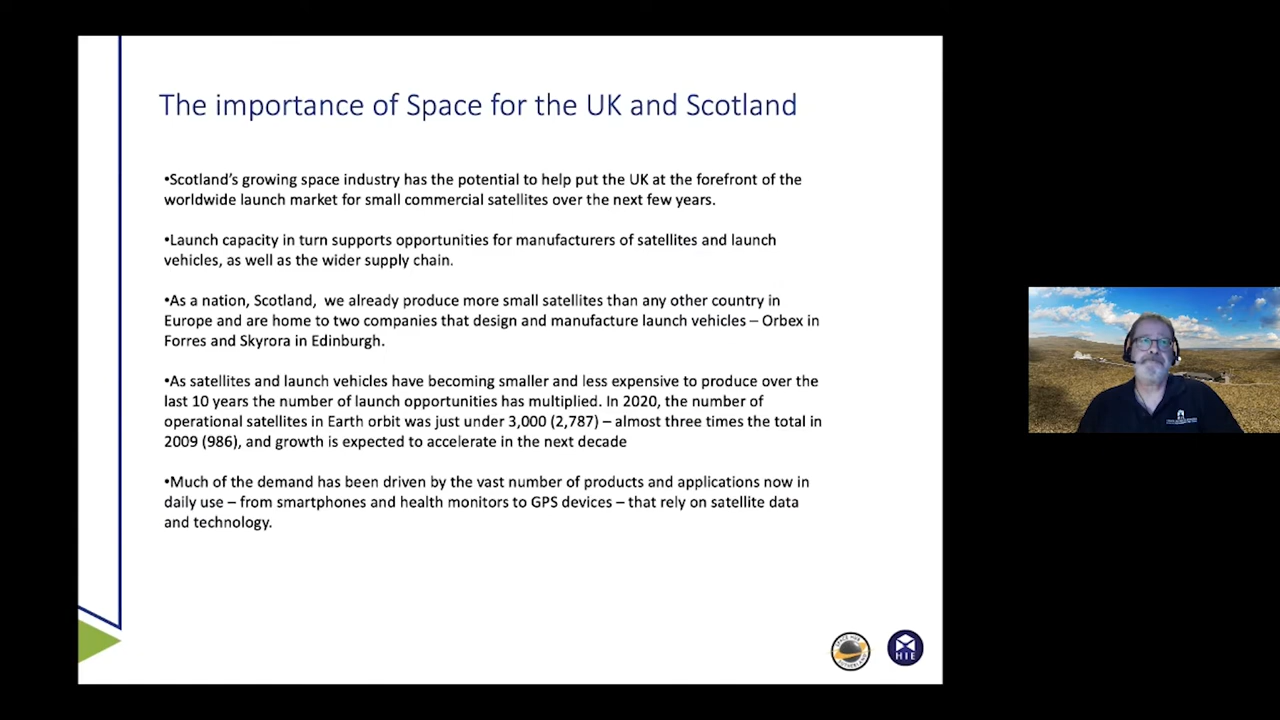 The importance of Space for the UK and Scotland
•Scotland's growing space industry has the potential to help put the UK at the forefront of the
worldwide launch market for small commercial satellites over the next few years.
•Launch capacity in turn supports opportunities for manufacturers of satellites and launch
vehicles, as well as the wider supply chain.
•As a nation, Scotland,  we already produce more small satellites than any other country in
Europe and are home to two companies that design and manufacture launch vehicles – Orbex in
Forres and Skyrora in Edinburgh.
•As satellites and launch vehicles have becoming smaller and less expensive to produce over the
last 10 years the number of launch opportunities has multiplied. In 2020, the number of
operational satellites in Earth orbit was just under 3,000 (2,787) – almost three times the total in
2009 (986), and growth is expected to accelerate in the next decade
•Much of the demand has been driven by the vast number of products and applications now in
daily use – from smartphones and health monitors to GPS devices – that rely on satellite data
and technology.
SPACE HUB
SUTHERLAND
HIE